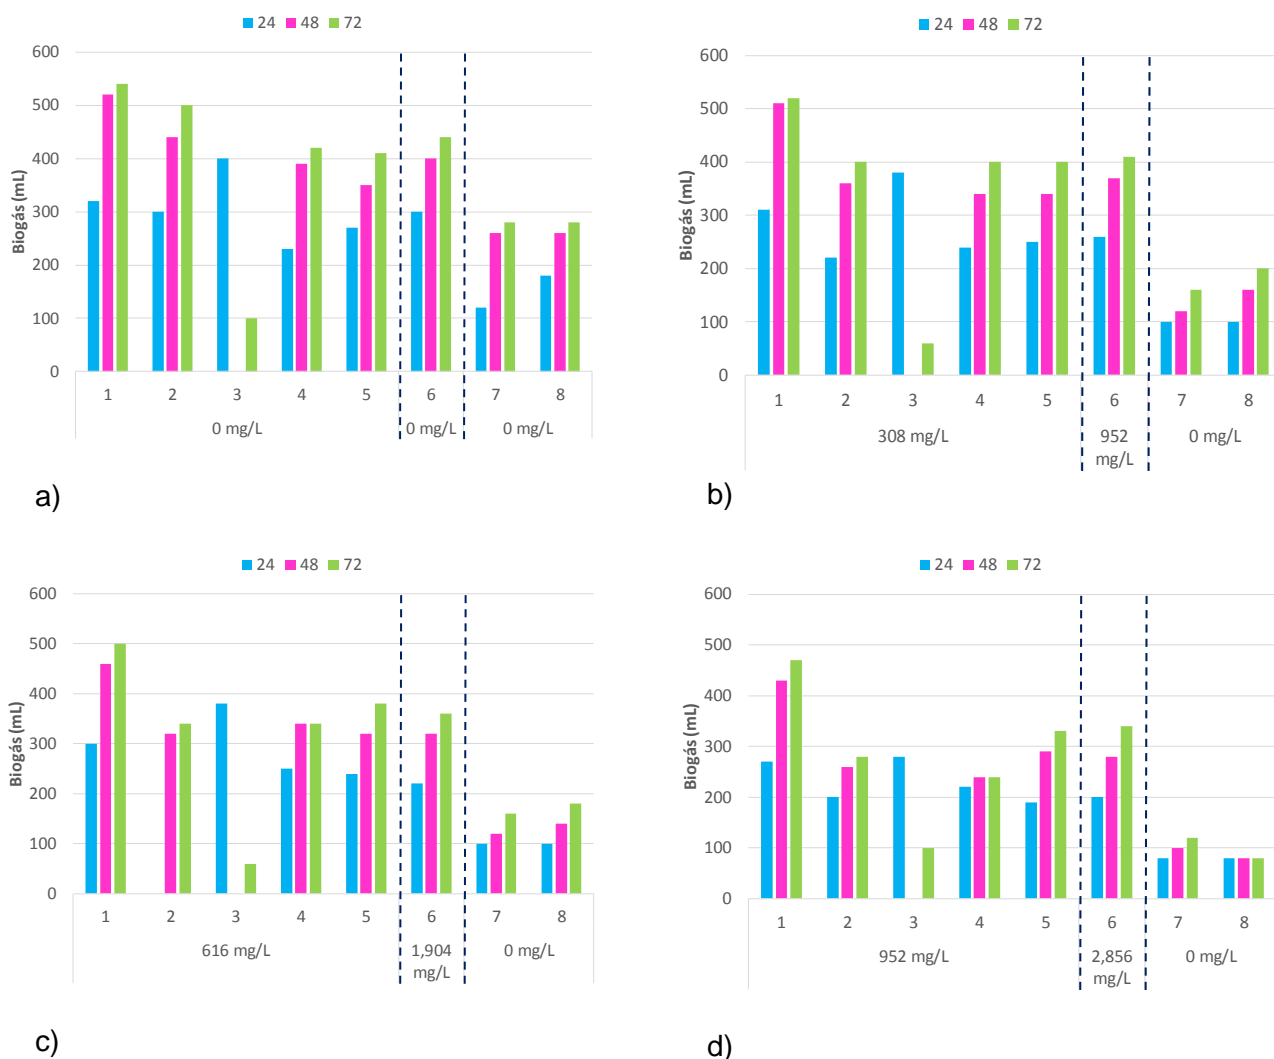 24 48 72
600
500
400
300
200
100
0
Biogás (mL)
1 2 3 4 5 6 7 8
0 mg/L 0 mg/L 0 mg/L
a)
24 48 72
600
500
400
300
200
100
0
Biogás (mL)
1 2 3 4 5 6 7 8
308 mg/L 952 mg/L 0 mg/L
b)
24 48 72
600
500
400
300
200
100
0
Biogás (mL)
1 2 3 4 5 6 7 8
616 mg/L 1,904 mg/L 0 mg/L
c)
24 48 72
600
500
400
300
200
100
0
Biogás (mL)
1 2 3 4 5 6 7 8
952 mg/L 2,856 mg/L 0 mg/L
d)